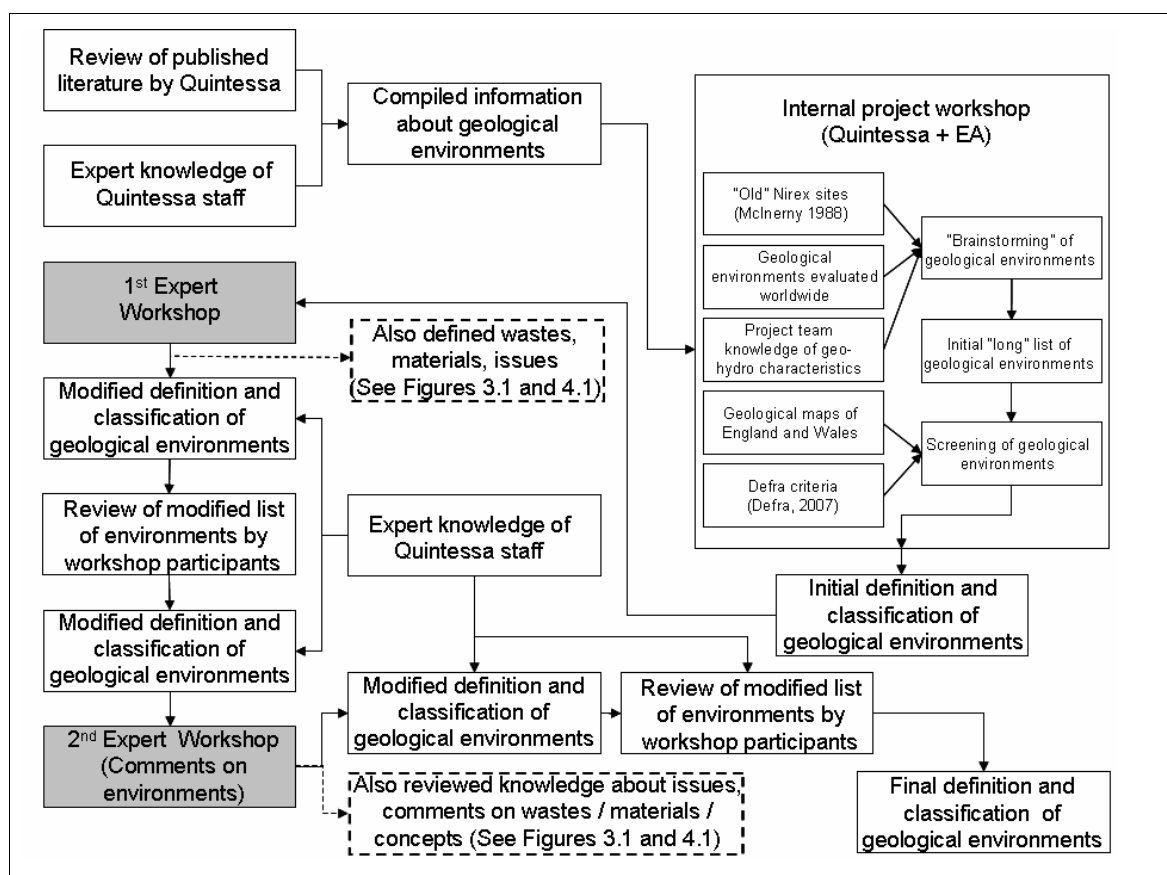 Review of published
literature by Quintessa
Expert knowledge of
Quintessa staff
Compiled information
about geological
environments
Internal project workshop
(Quintessa + EA)
"Old" Nirex sites
(McInerny 1988)
Geological
environments evaluated
worldwide
Project team
knowledge of geo-
hydro characteristics
Geological maps of
England and Wales
Defra criteria
(Defra, 2007)
"Brainstorming" of
geological environments
Initial "long" list of
geological environments
Screening of geological
environments
Initial definition and
classification of
geological environments
1st Expert
Workshop
Also defined wastes,
materials, issues
(See Figures 3.1 and 4.1)
Modified definition and
classification of
geological environments
Review of modified list
of environments by
workshop participants
Modified definition and
classification of
geological environments
Expert knowledge of
Quintessa staff
2nd Expert Workshop
(Comments on
environments)
Modified definition and
classification of
geological environments
Review of modified list
of environments by
workshop participants
Also reviewed knowledge about issues,
comments on wastes / materials /
concepts (See Figures 3.1 and 4.1)
Final definition and
classification of
geological environments